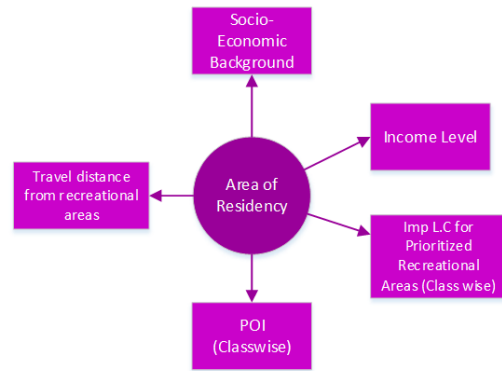 Socio-
Economic
Background
Income Level
Travel distance
from recreational
areas
Area of
Residency
Imp L.C for
Prioritized
Recreational
Areas (Class wise)
POI
(Classwise)